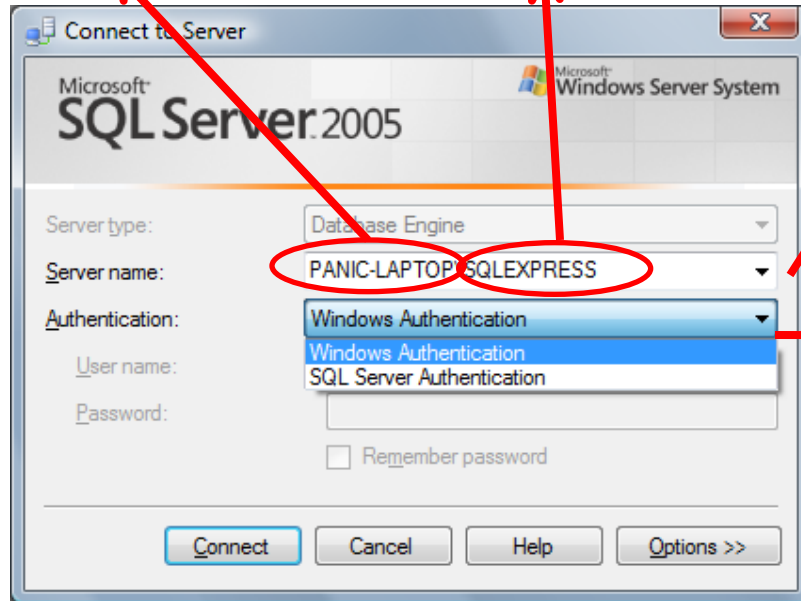 Connect to Server
Microsoft
SQL Server 2005
Microsoft
Windows Server System
Server type:
Database Engine
Server name:
PANIC-LAPTOP\SQLEXPRESS
Authentication:
Windows Authentication
Windows Authentication
SQL Server Authentication
User name:
Password:
Remember password
Connect
Cancel
Help
Options >>